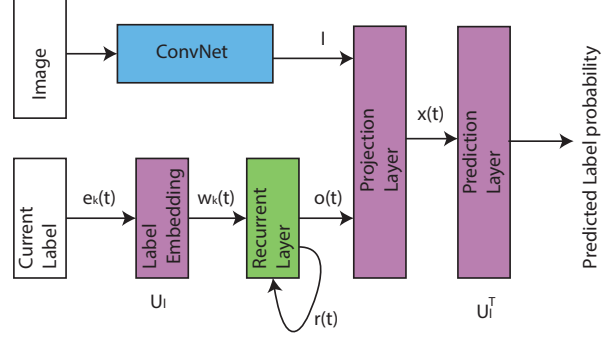 Image
ConvNet
I
Projection
Layer
x(t)
Prediction
Layer
Predicted Label probability
Current
Label
eₖ(t)
Label
Embedding
wₖ(t)
Recurrent
Layer
o(t)
r(t)
Uₗ
Uₗᵀ